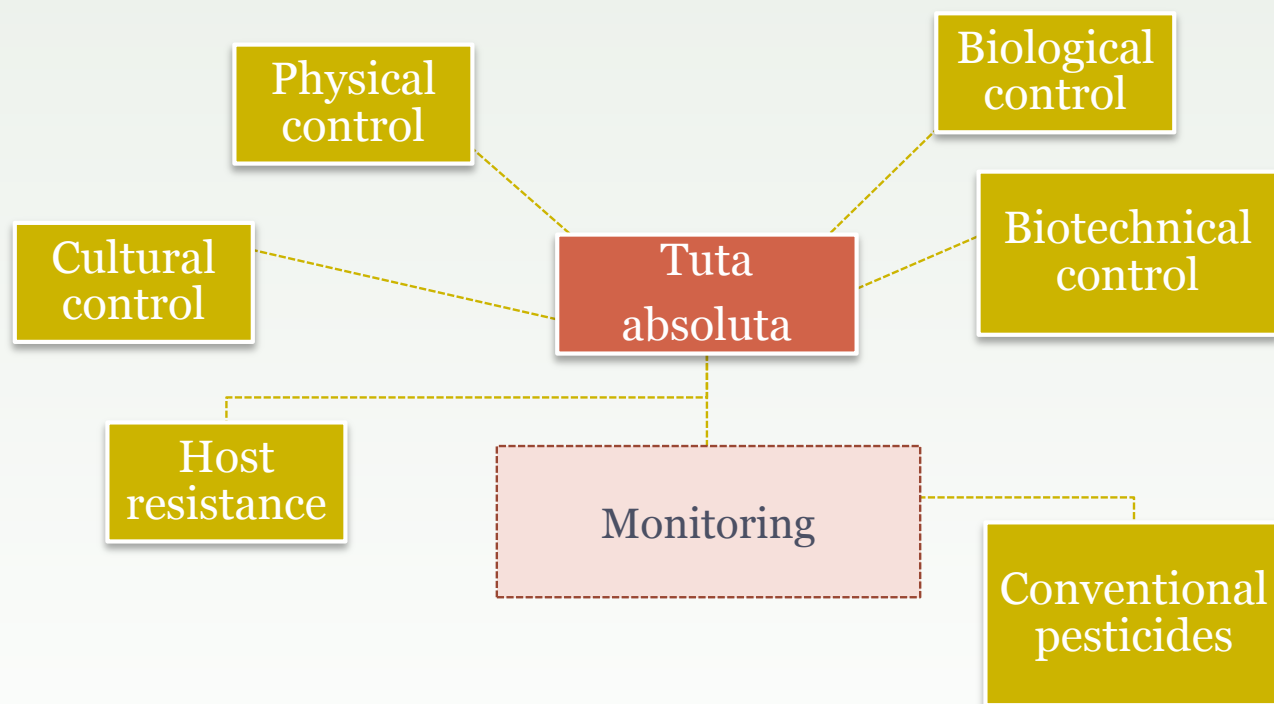 Physical
control
Biological
control
Cultural
control
Tuta
absoluta
Biotechnical
control
Host
resistance
Monitoring
Conventional
pesticides